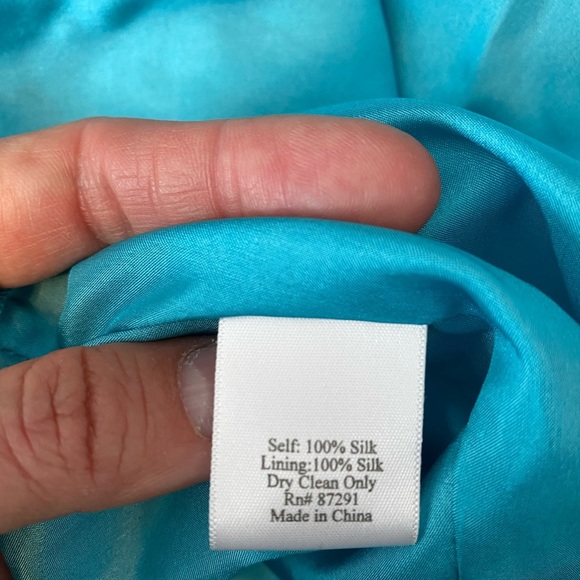 Self: 100% Silk
Lining:100% Silk
Dry Clean Only
Rn# 87291
Made in China